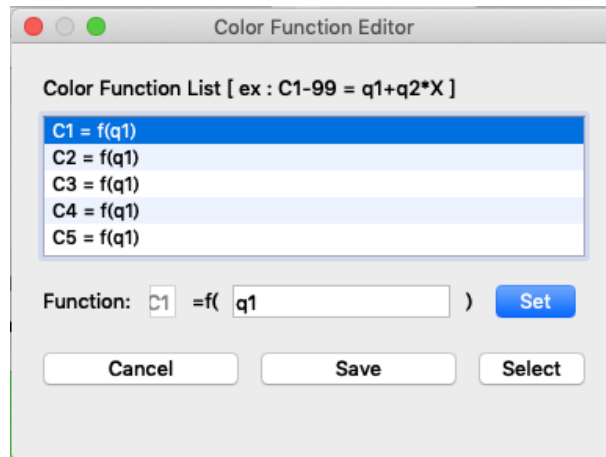 Color Function Editor
Color Function List [ ex : C1-99 = q1+q2*X ]
C1 = f(q1)
C2 = f(q1)
C3 = f(q1)
C4 = f(q1)
C5 = f(q1)
Function: C1 =f( q1 ) Set
Cancel Save Select